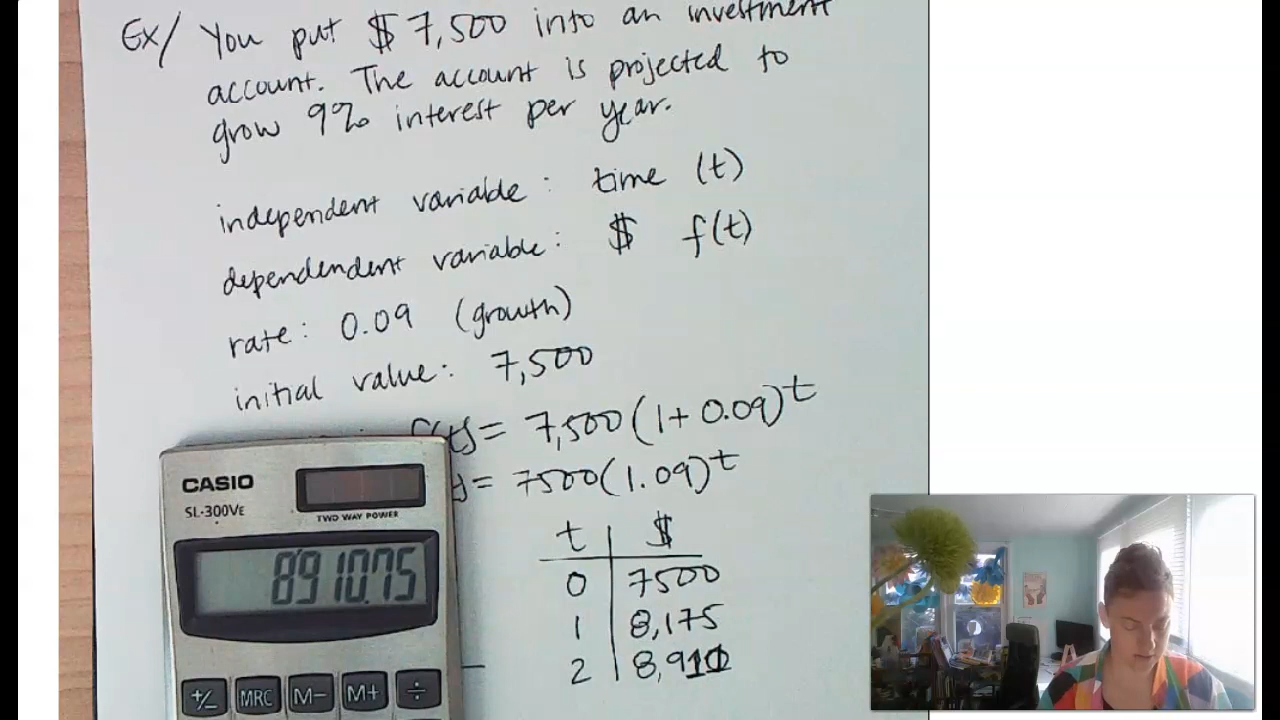 Ex/ You put $7,500 into an investment
account. The account is projected to
grow 9% interest per year.
independent variable: time (t)
dependendent variable: $ f(t)
rate: 0.09 (growth)
initial value: 7,500
= 7,500(1+0.09)^t
= 7500(1.09)^t
CASIO
SL-300VE
TWO WAY POWER
8'910.75
t $
0 7500
1 8,175
2 8,911
+/- MRC M- M+ ÷